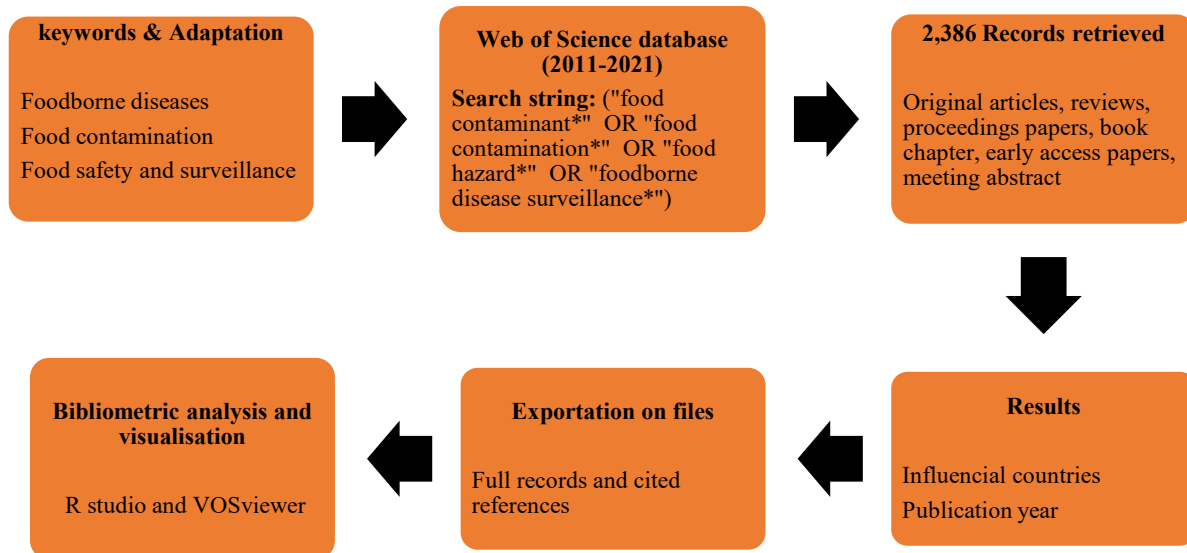 keywords & Adaptation
Foodborne diseases
Food contamination
Food safety and surveillance
Web of Science database
(2011-2021)
Search string: ("food
contaminant*" OR "food
contamination*" OR "food
hazard*" OR "foodborne
disease surveillance*")
2,386 Records retrieved
Original articles, reviews,
proceedings papers, book
chapter, early access papers,
meeting abstract
Results
Influencial countries
Publication year
Exportation on files
Full records and cited
references
Bibliometric analysis and
visualisation
R studio and VOSviewer